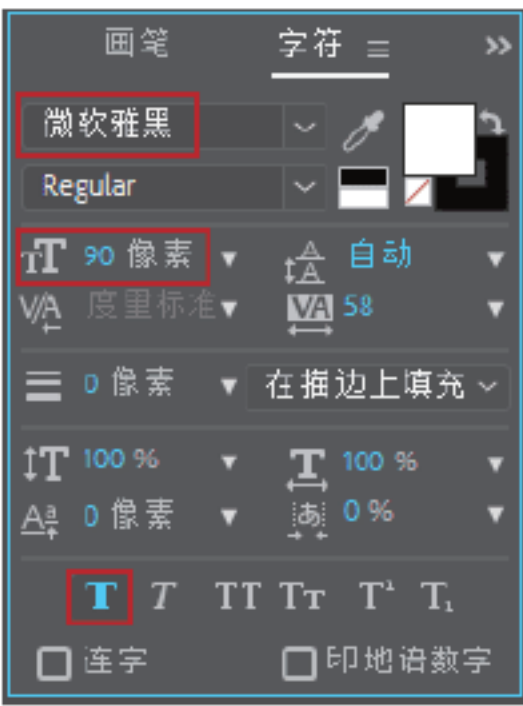 画笔 字符
微软雅黑
Regular
90 像素 自动
度里标准 58
0 像素 在描边上填充
100 % 100 %
0 像素 0 %
T T TT Tт T¹ T₁
连字 印地语数字